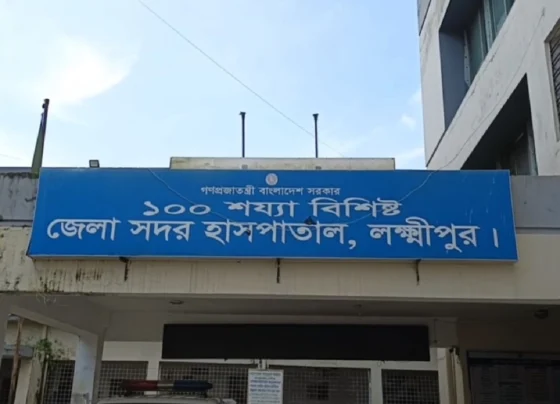 গণপ্রজাতন্ত্রী বাংলাদেশ সরকার
১০০ শয্যা বিশিষ্ট
জেলা সদর হাসপাতাল, লক্ষ্মীপুর।